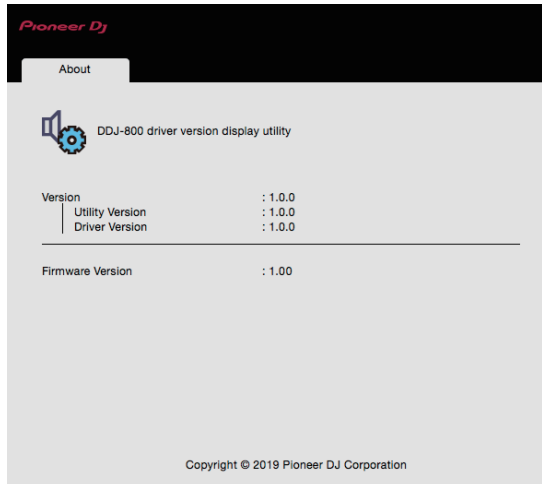 Pioneer Dj
About
DDJ-800 driver version display utility
Version : 1.0.0
Utility Version : 1.0.0
Driver Version : 1.0.0
Firmware Version : 1.00
Copyright © 2019 Pioneer DJ Corporation